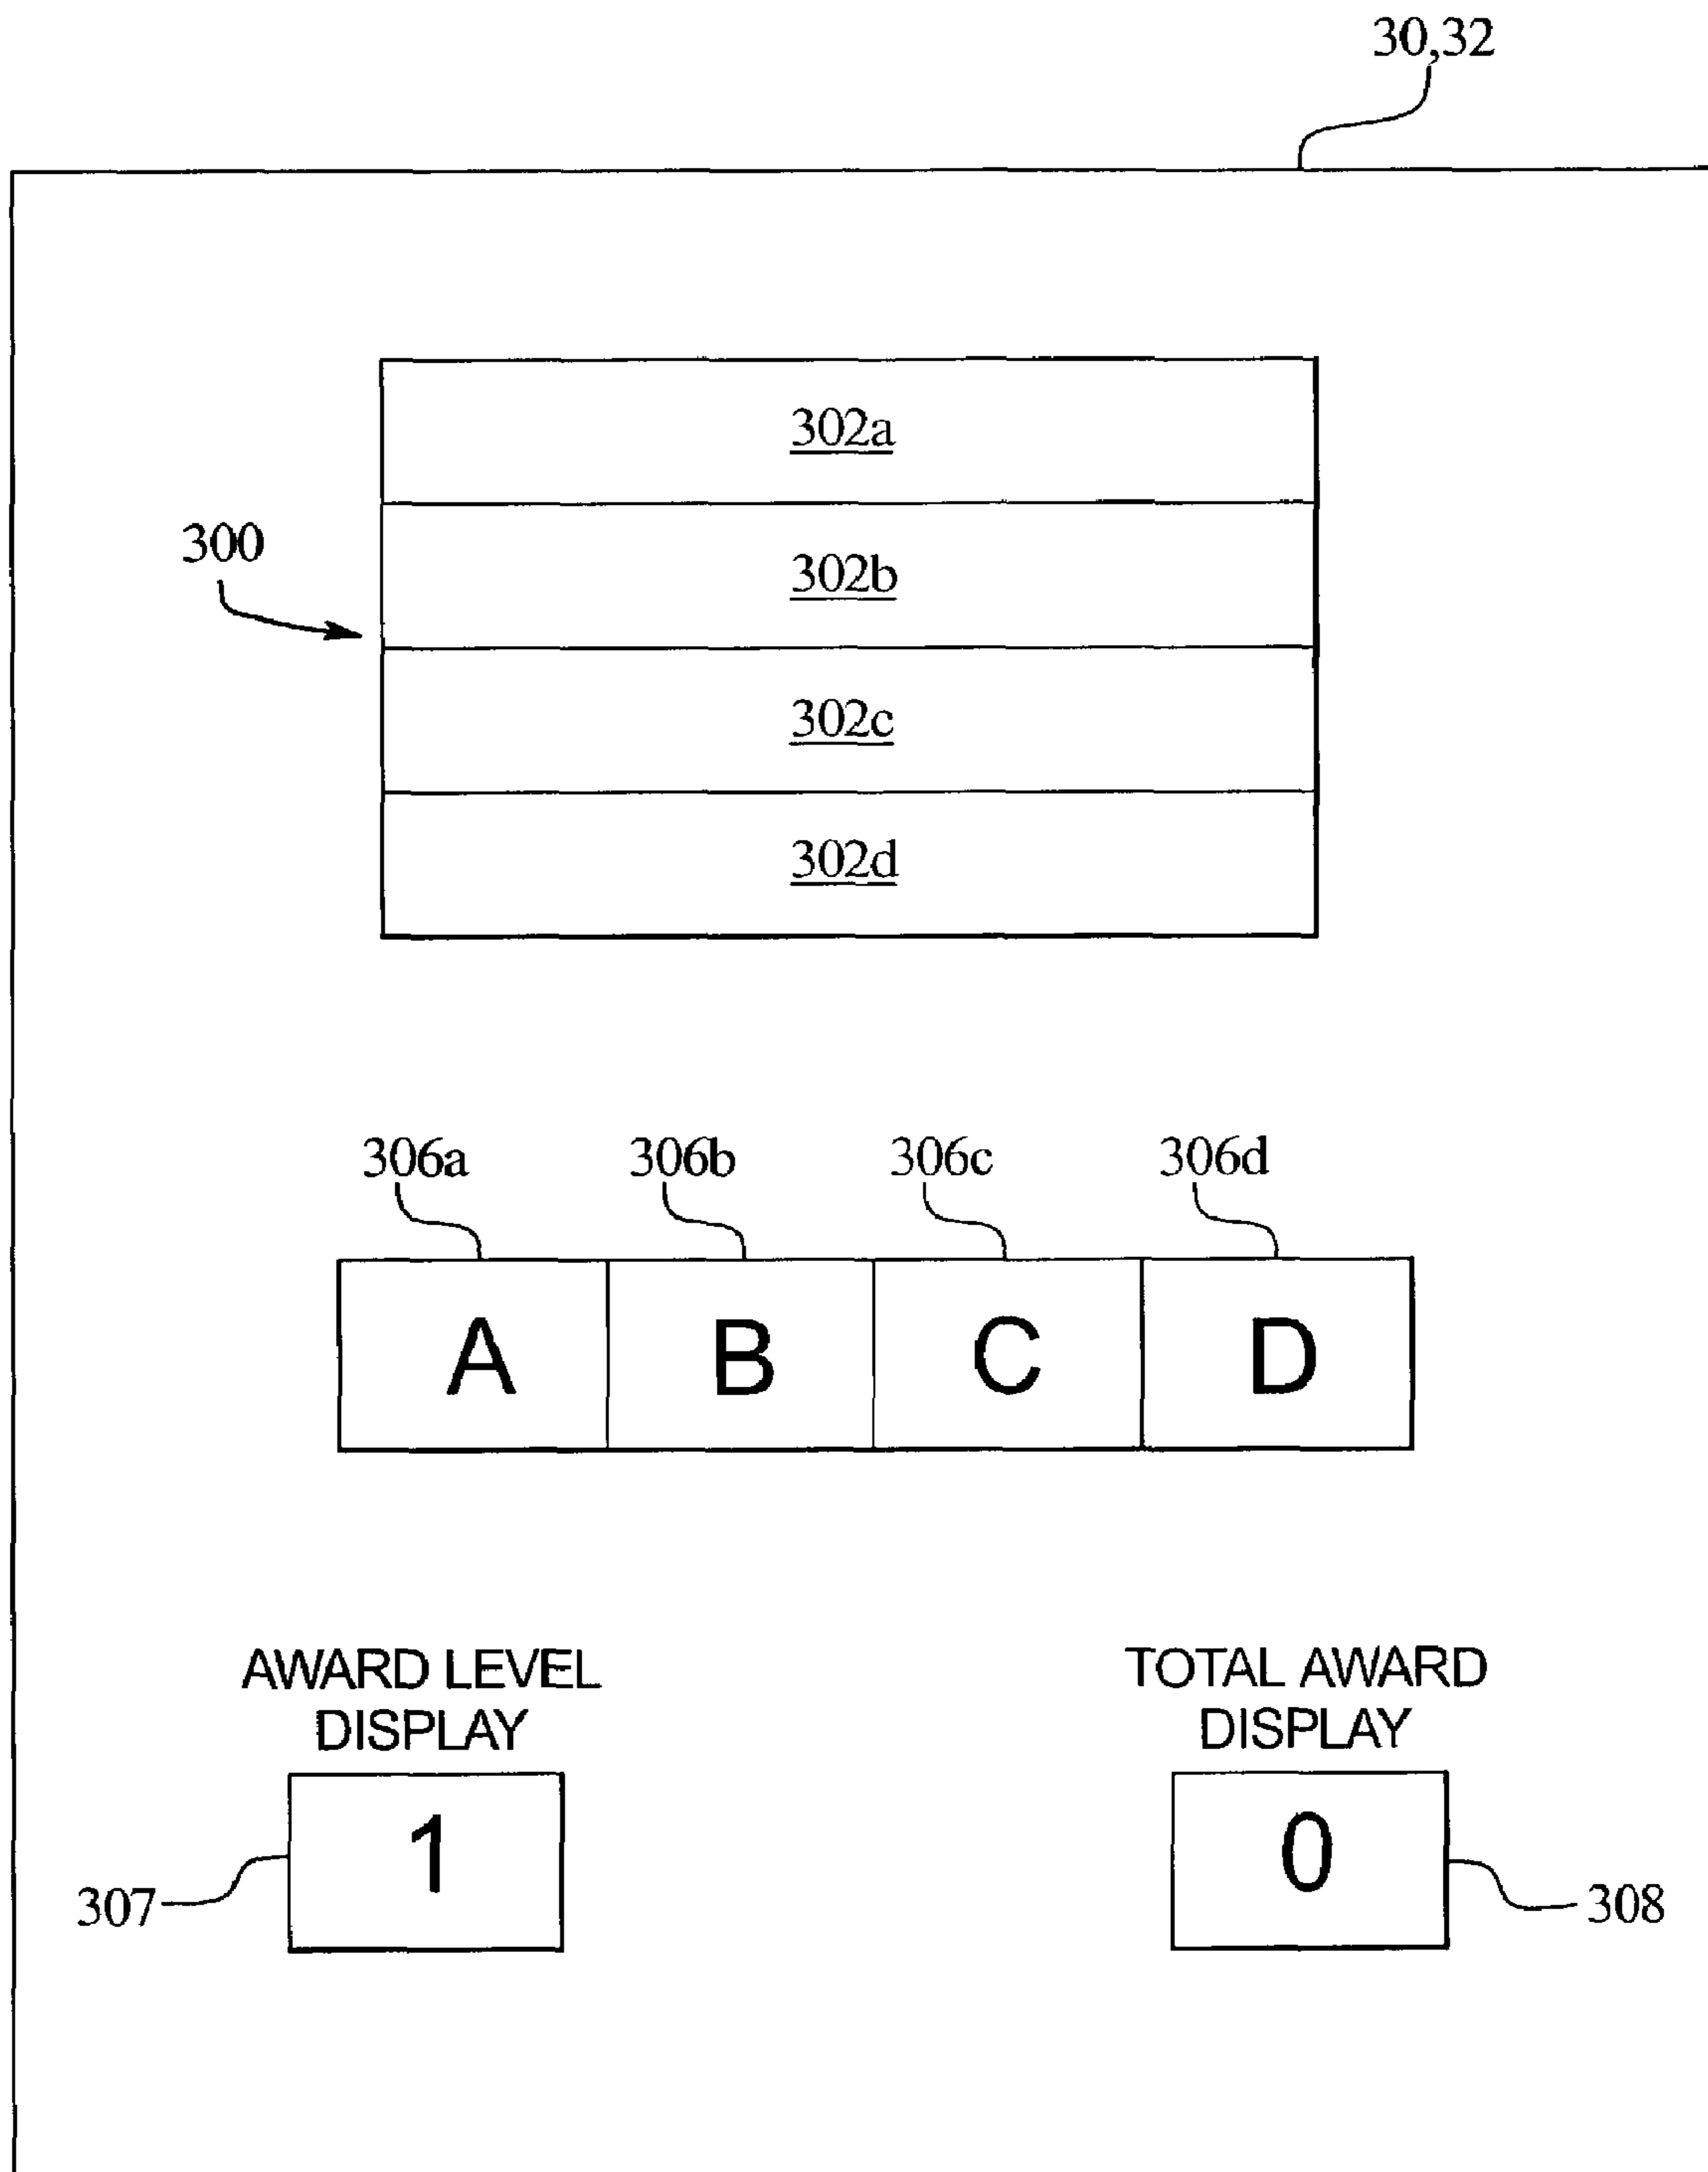 30,32
302a
300
302b
302c
302d
306a 306b 306c 306d
A B C D
AWARD LEVEL
DISPLAY
TOTAL AWARD
DISPLAY
1
0
307
308